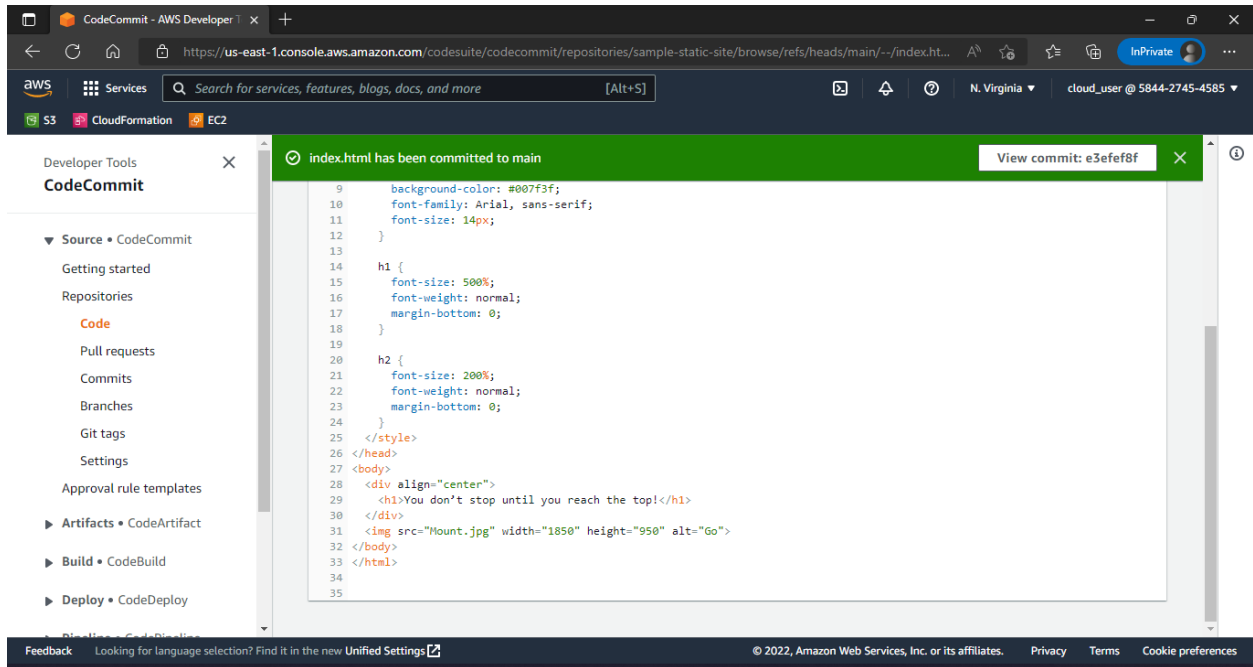 CodeCommit - AWS Developer T
https://us-east-1.console.aws.amazon.com/codesuite/codecommit/repositories/sample-static-site/browse/refs/heads/main/--/index.ht...
InPrivate
aws
Services
Search for services, features, blogs, docs, and more
[Alt+S]
N. Virginia
cloud_user @ 5844-2745-4585
S3
CloudFormation
EC2
Developer Tools
CodeCommit
Source • CodeCommit
Getting started
Repositories
Code
Pull requests
Commits
Branches
Git tags
Settings
Approval rule templates
Artifacts • CodeArtifact
Build • CodeBuild
Deploy • CodeDeploy
Pipeline • CodePipeline
index.html has been committed to main
View commit: e3efef8f
9 background-color: #007f3f;
10 font-family: Arial, sans-serif;
11 font-size: 14px;
12 }
13
14 h1 {
15 font-size: 500%;
16 font-weight: normal;
17 margin-bottom: 0;
18 }
19
20 h2 {
21 font-size: 200%;
22 font-weight: normal;
23 margin-bottom: 0;
24 }
25 </style>
26 </head>
27 <body>
28 <div align="center">
29 <h1>You don’t stop until you reach the top!</h1>
30 </div>
31 <img src="Mount.jpg" width="1850" height="950" alt="Go">
32 </body>
33 </html>
34
35
Feedback
Looking for language selection? Find it in the new Unified Settings
© 2022, Amazon Web Services, Inc. or its affiliates.
Privacy
Terms
Cookie preferences